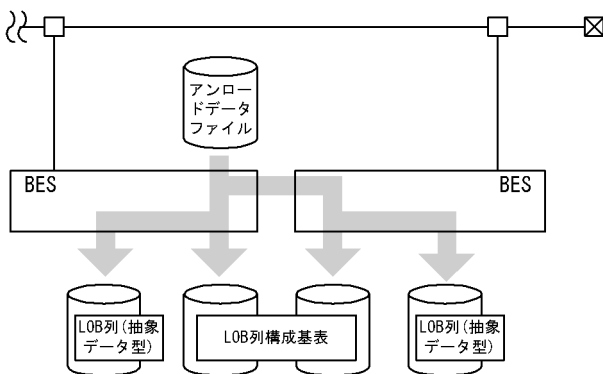 アンロー
ドデータ
ファイル
BES
BES
LOB列(抽象
データ型)
LOB列構成基表
LOB列(抽象
データ型)